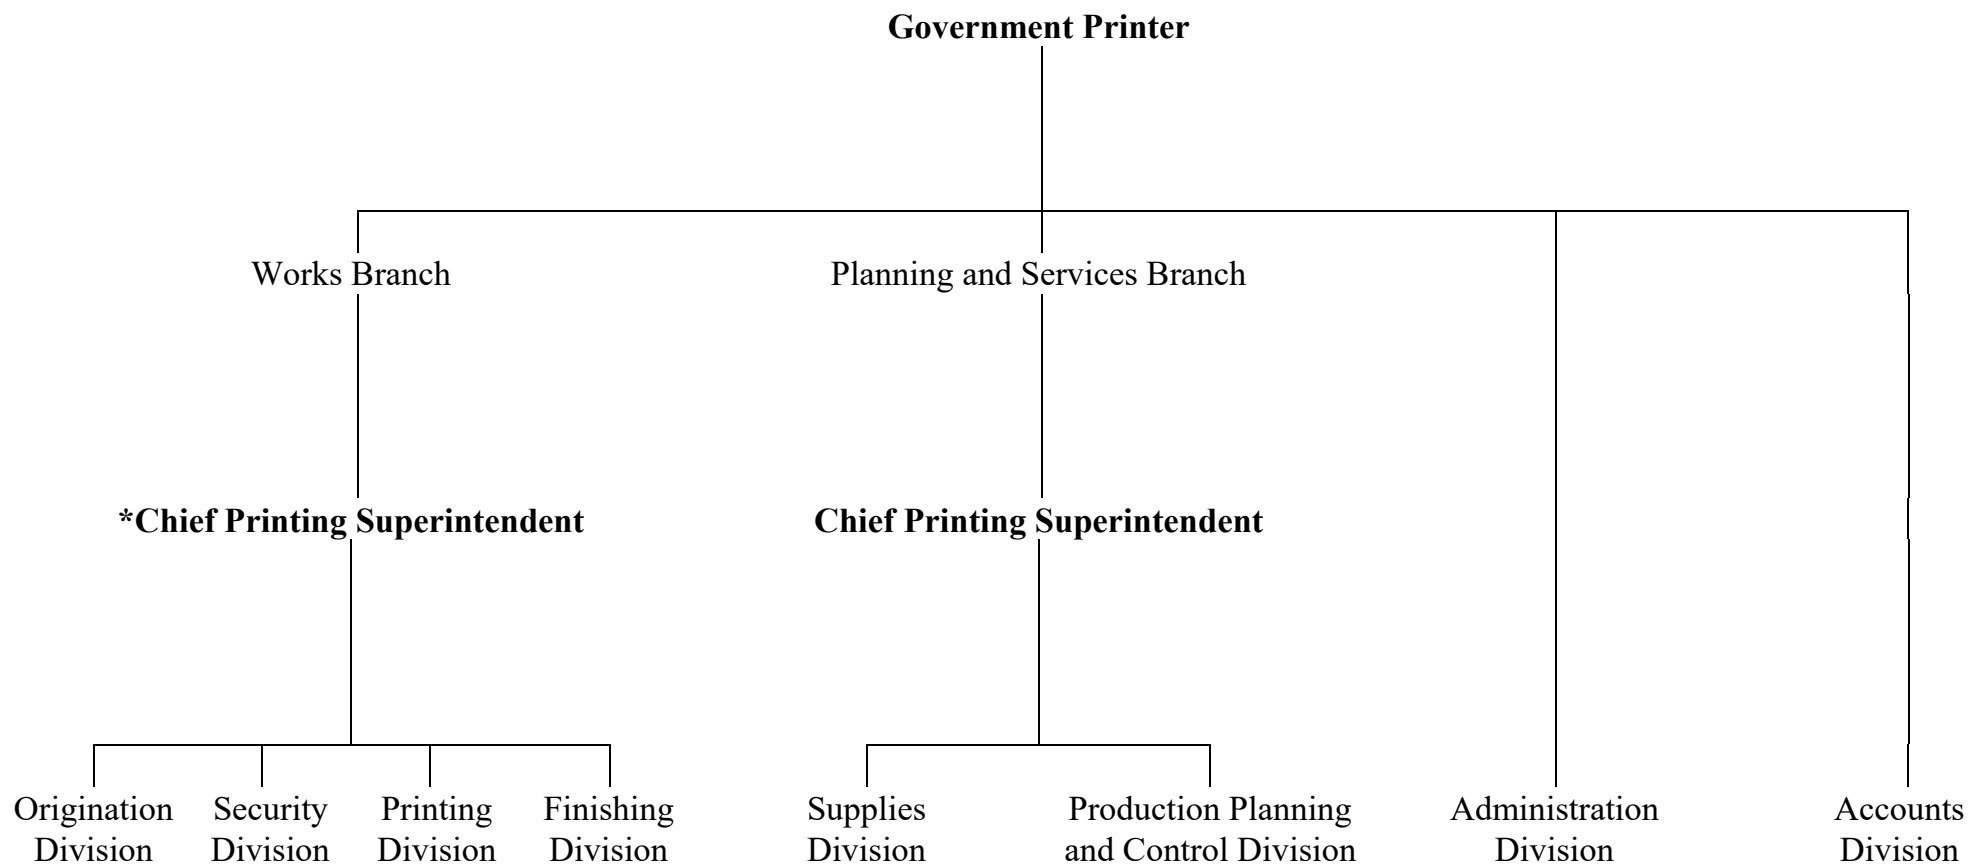 Government Printer
Works Branch
Planning and Services Branch
*Chief Printing Superintendent
Chief Printing Superintendent
Origination
Division
Security
Division
Printing
Division
Finishing
Division
Supplies
Division
Production Planning
and Control Division
Administration
Division
Accounts
Division